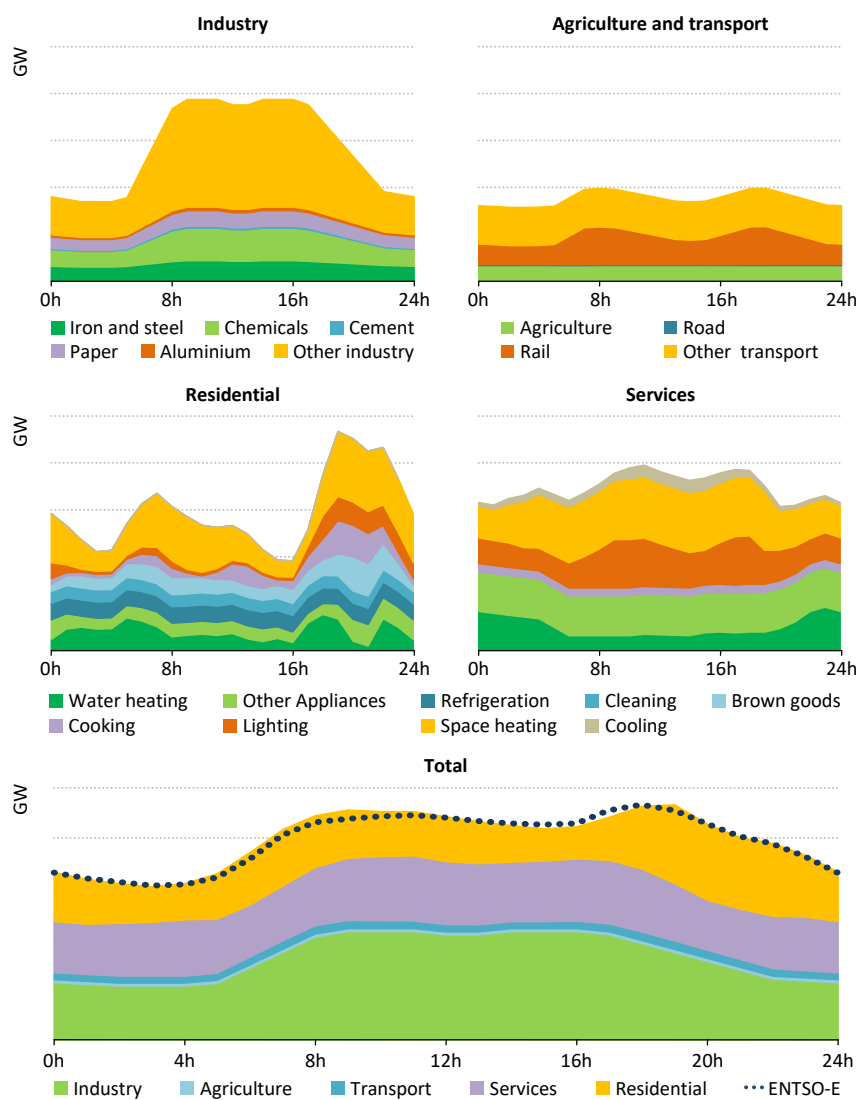 Industry
Agriculture and transport
GW
GW
0h 8h 16h 24h
0h 8h 16h 24h
Iron and steel Chemicals Cement
Paper Aluminium Other industry
Agriculture Road
Rail Other transport
Residential
Services
GW
GW
0h 8h 16h 24h
0h 8h 16h 24h
Water heating Other Appliances Refrigeration Cleaning Brown goods
Cooking Lighting Space heating Cooling
Total
GW
0h 4h 8h 12h 16h 20h 24h
Industry Agriculture Transport Services Residential ENTSO-E